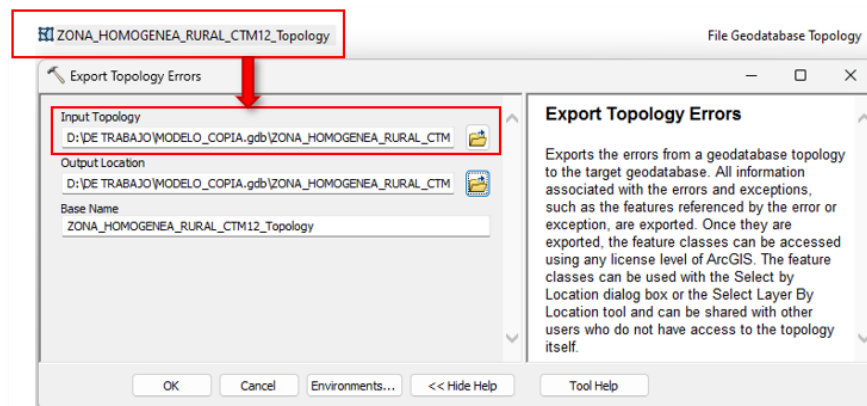 ZONA_HOMOGENEA_RURAL_CTM12_Topology
File Geodatabase Topology
Export Topology Errors
Input Topology
D:\DE TRABAJO\MODELO_COPIA.gdb\ZONA_HOMOGENEA_RURAL_CTM
Output Location
D:\DE TRABAJO\MODELO_COPIA.gdb\ZONA_HOMOGENEA_RURAL_CTM
Base Name
ZONA_HOMOGENEA_RURAL_CTM12_Topology
Export Topology Errors
Exports the errors from a geodatabase topology
to the target geodatabase. All information
associated with the errors and exceptions,
such as the features referenced by the error or
exception, are exported. Once they are
exported, the feature classes can be accessed
using any license level of ArcGIS. The feature
classes can be used with the Select by
Location dialog box or the Select Layer By
Location tool and can be shared with other
users who do not have access to the topology
itself.
OK
Cancel
Environments...
<< Hide Help
Tool Help